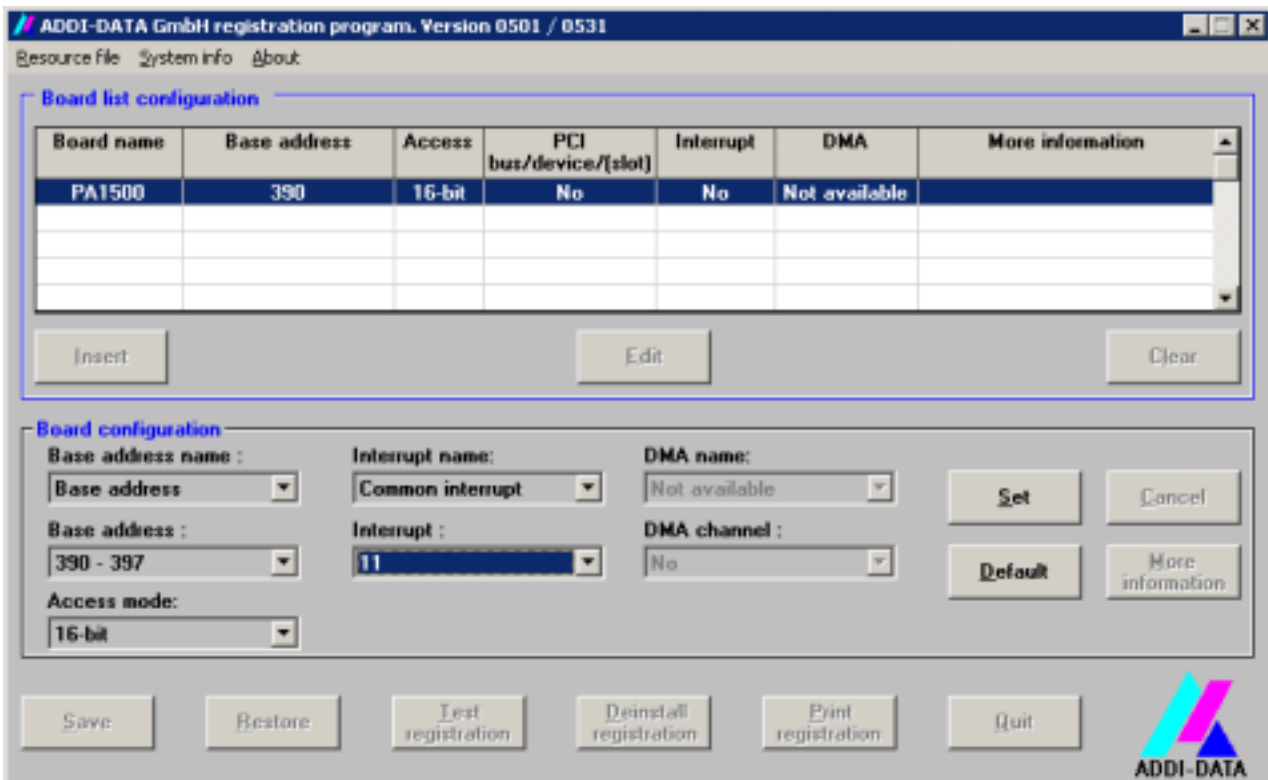 ADDI-DATA GmbH registration program. Version 0501 / 0531
Resource file System info About
Board list configuration
Board name Base address Access PCI bus/device/(slot) Interrupt DMA More information
PA1500 390 16-bit No No Not available
Insert Edit Clear
Board configuration
Base address name : Interrupt name: DMA name:
Base address Common interrupt Not available
Set Cancel
Base address : Interrupt : DMA channel :
390 - 397 11 No
Default More information
Access mode:
16-bit
Save Restore Test registration Deinstall registration Print registration Quit
ADDI-DATA